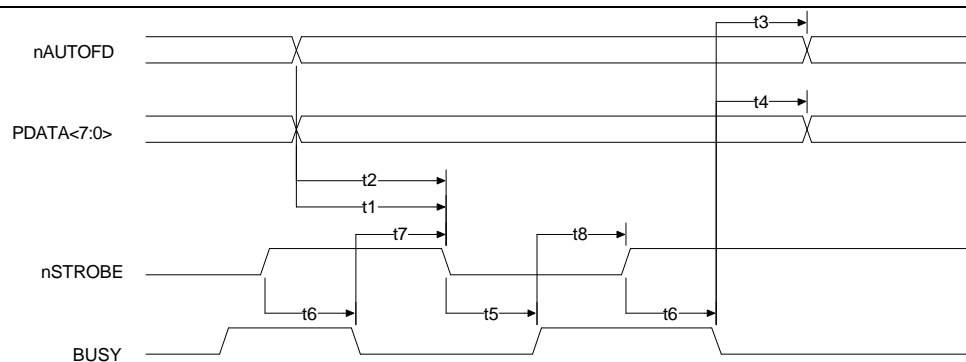 t3
nAUTOFD
t4
PDATA<7:0>
t2
t1
t7
t8
nSTROBE
t6
t5
t6
BUSY